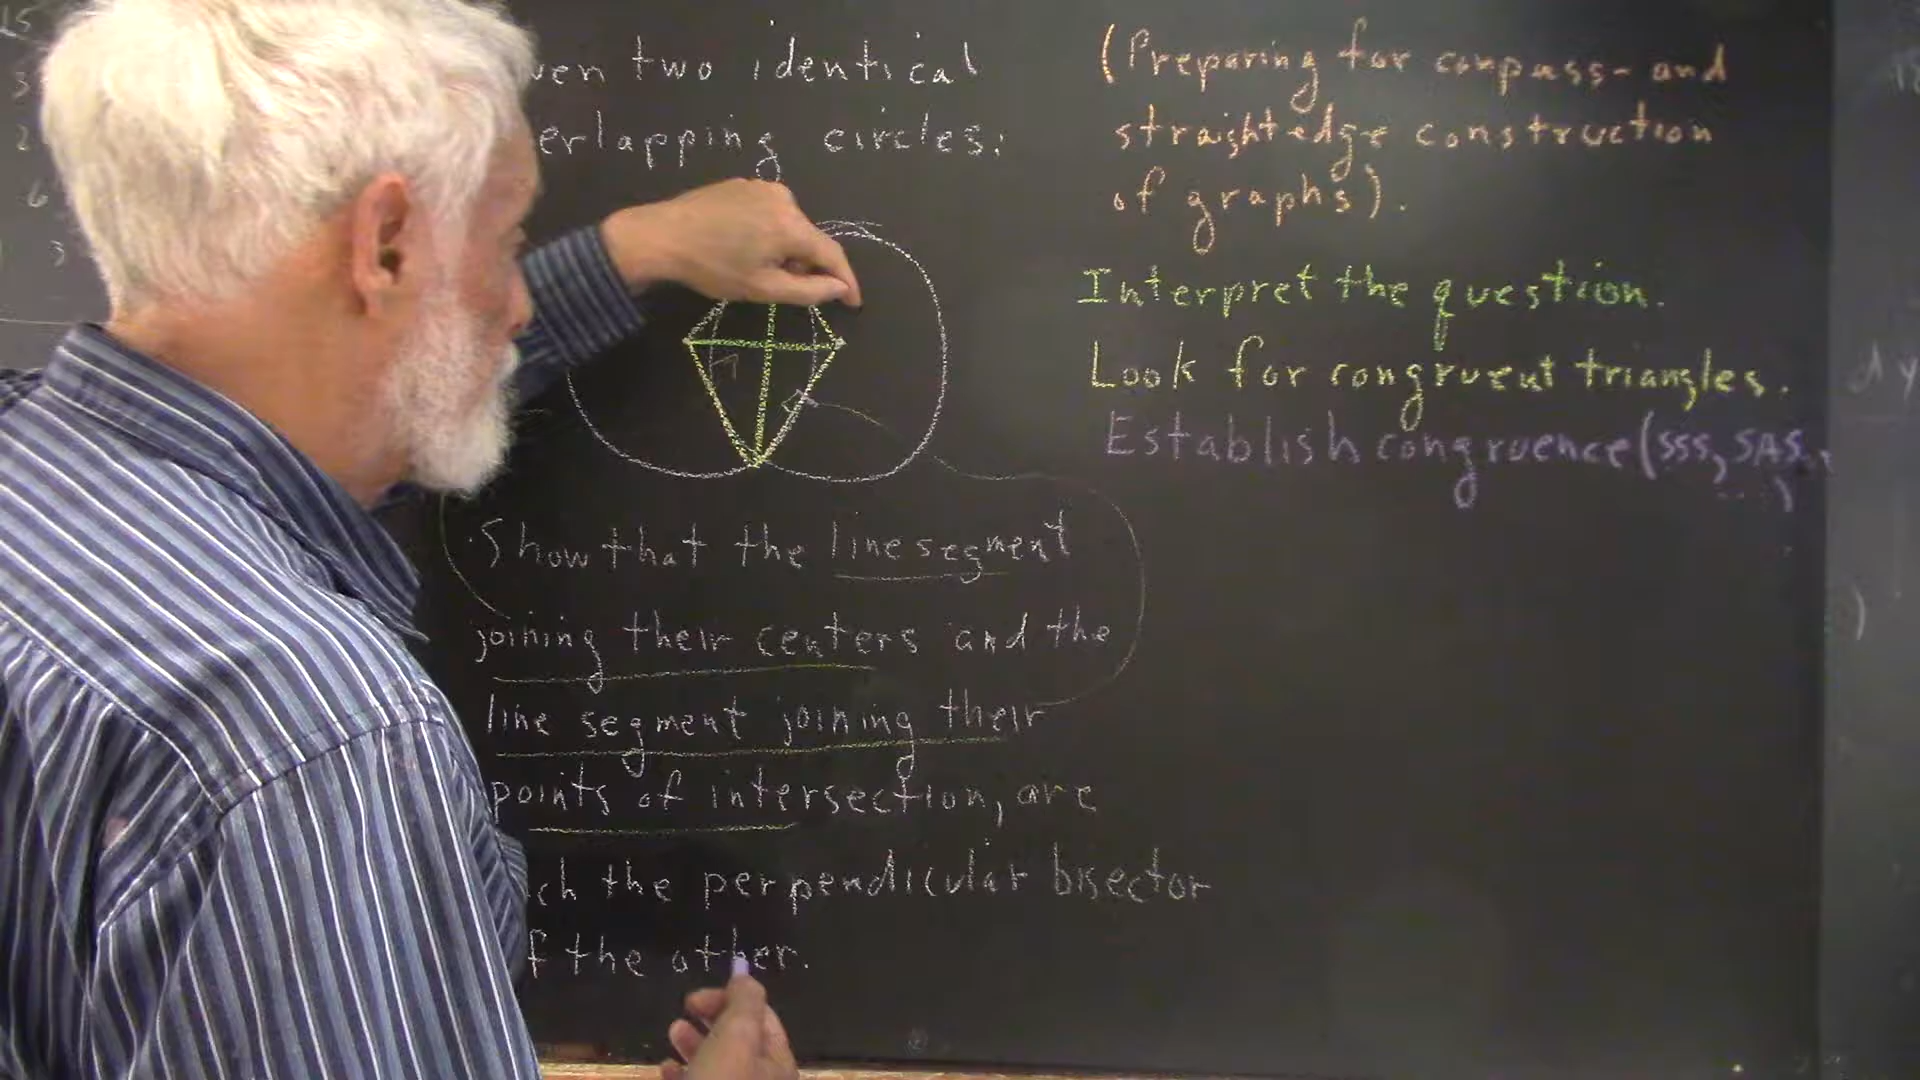 ven two identical
erlapping circles:
Show that the line segment
joining their centers and the
line segment joining their
points of intersection, are
ch the perpendicular bisector
f the other.
(Preparing for compass- and
straightedge construction
of graphs).
Interpret the question.
Look for congruent triangles.
Establish congruence (SSS, SAS,
...)